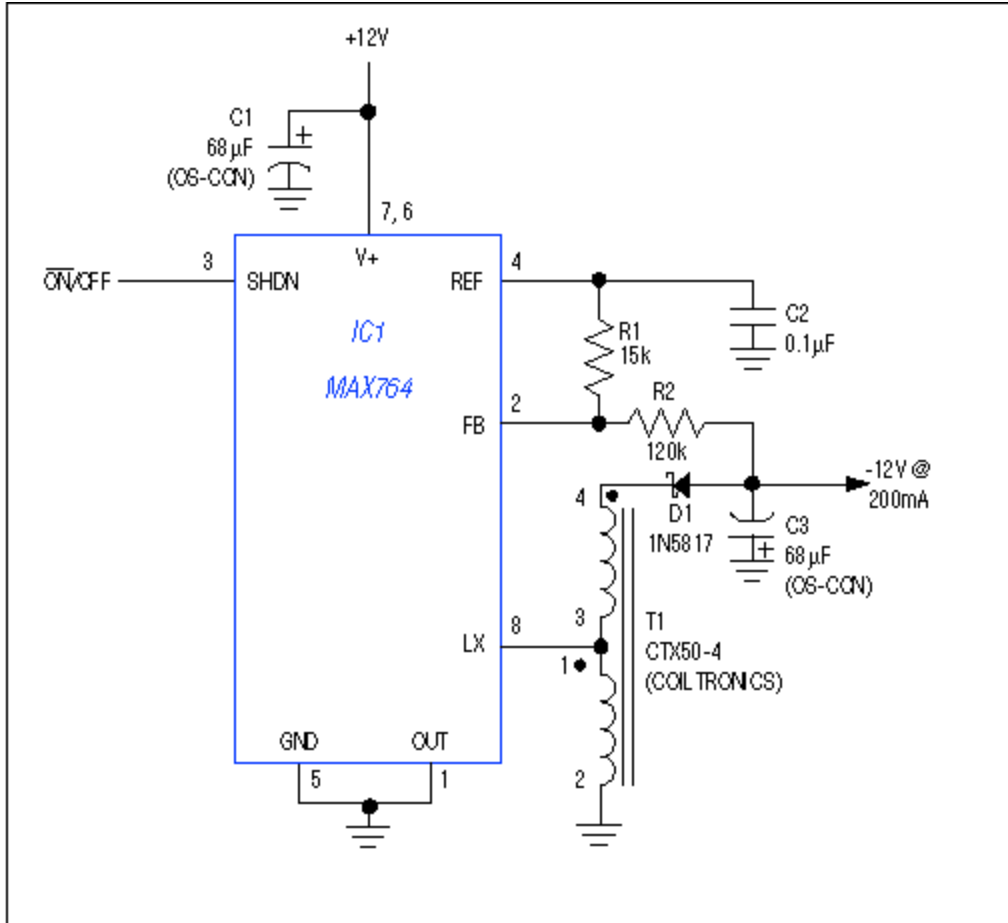 +12V
C1
68µF
(OS-CON)
+
7, 6
V+
ON/OFF
3
SHDN
REF
4
IC1
MAX764
R1
15k
C2
0.1µF
FB
2
R2
120k
-12V @
200mA
4
D1
1N5817
C3
68µF
(OS-CON)
+
3
LX
8
1
T1
CTX50-4
(COILTRONICS)
2
GND
OUT
5
1